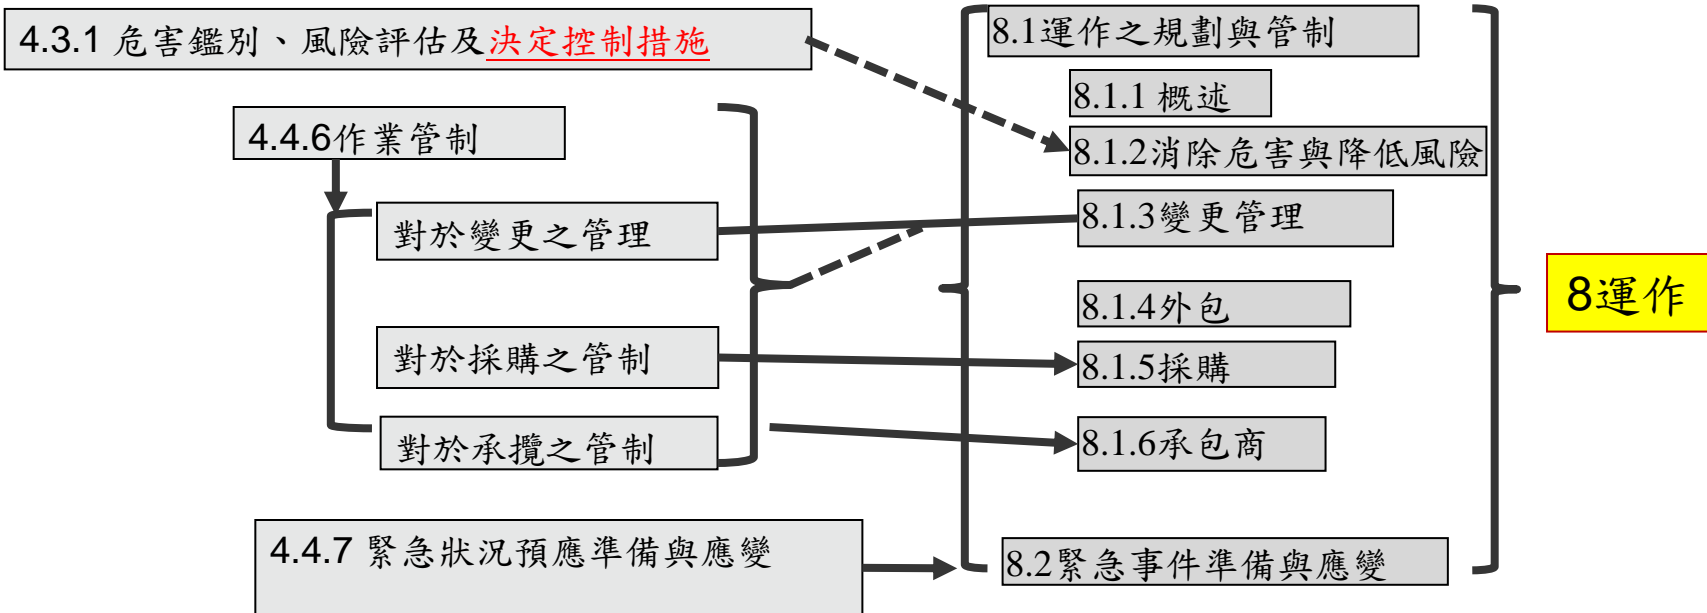 4.3.1 危害鑑別、風險評估及決定控制措施
4.4.6作業管制
對於變更之管理
對於採購之管制
對於承攬之管制
4.4.7 緊急狀況預應準備與應變
8.1運作之規劃與管制
8.1.1 概述
8.1.2消除危害與降低風險
8.1.3變更管理
8.1.4外包
8.1.5採購
8.1.6承包商
8.2緊急事件準備與應變
8運作